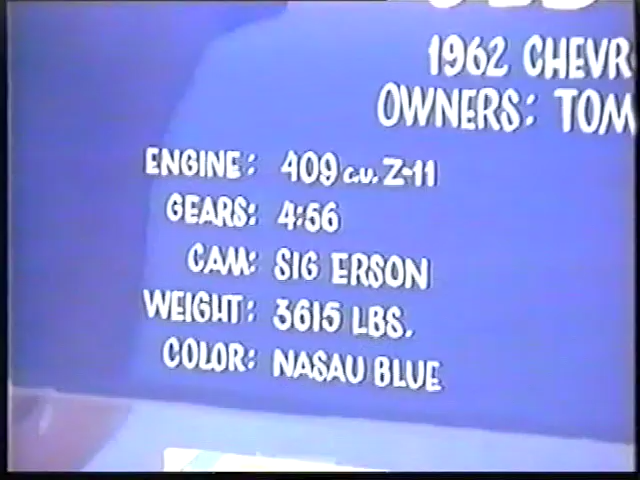 1962 CHEVR
OWNERS: TOM
ENGINE: 409 C.U. Z-11
GEARS: 4:56
CAM: SIG ERSON
WEIGHT: 3615 LBS.
COLOR: NASAU BLUE